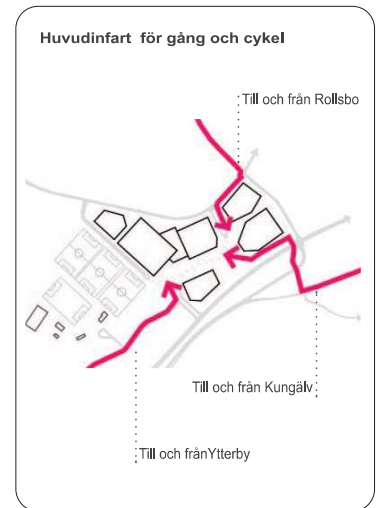 Huvudinfart för gång och cykel
Till och från Rollsbo
Till och från Kungälv
Till och frånYtterby